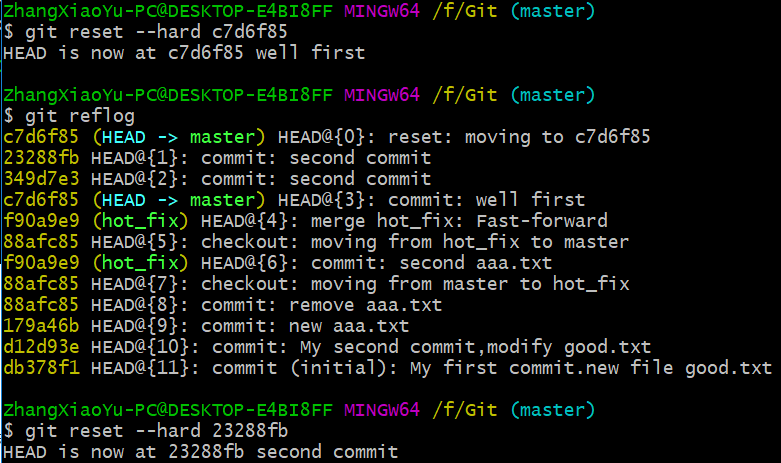 ZhangXiaoYu-PC@DESKTOP-E4BI8FF MINGW64 /f/Git (master)
$ git reset --hard c7d6f85
HEAD is now at c7d6f85 well first
ZhangXiaoYu-PC@DESKTOP-E4BI8FF MINGW64 /f/Git (master)
$ git reflog
c7d6f85 (HEAD -> master) HEAD@{0}: reset: moving to c7d6f85
23288fb HEAD@{1}: commit: second commit
349d7e3 HEAD@{2}: commit: second commit
c7d6f85 (HEAD -> master) HEAD@{3}: commit: well first
f90a9e9 (hot_fix) HEAD@{4}: merge hot_fix: Fast-forward
88afc85 HEAD@{5}: checkout: moving from hot_fix to master
f90a9e9 (hot_fix) HEAD@{6}: commit: second aaa.txt
88afc85 HEAD@{7}: checkout: moving from master to hot_fix
88afc85 HEAD@{8}: commit: remove aaa.txt
179a46b HEAD@{9}: commit: new aaa.txt
d12d93e HEAD@{10}: commit: My second commit,modify good.txt
db378f1 HEAD@{11}: commit (initial): My first commit.new file good.txt
ZhangXiaoYu-PC@DESKTOP-E4BI8FF MINGW64 /f/Git (master)
$ git reset --hard 23288fb
HEAD is now at 23288fb second commit